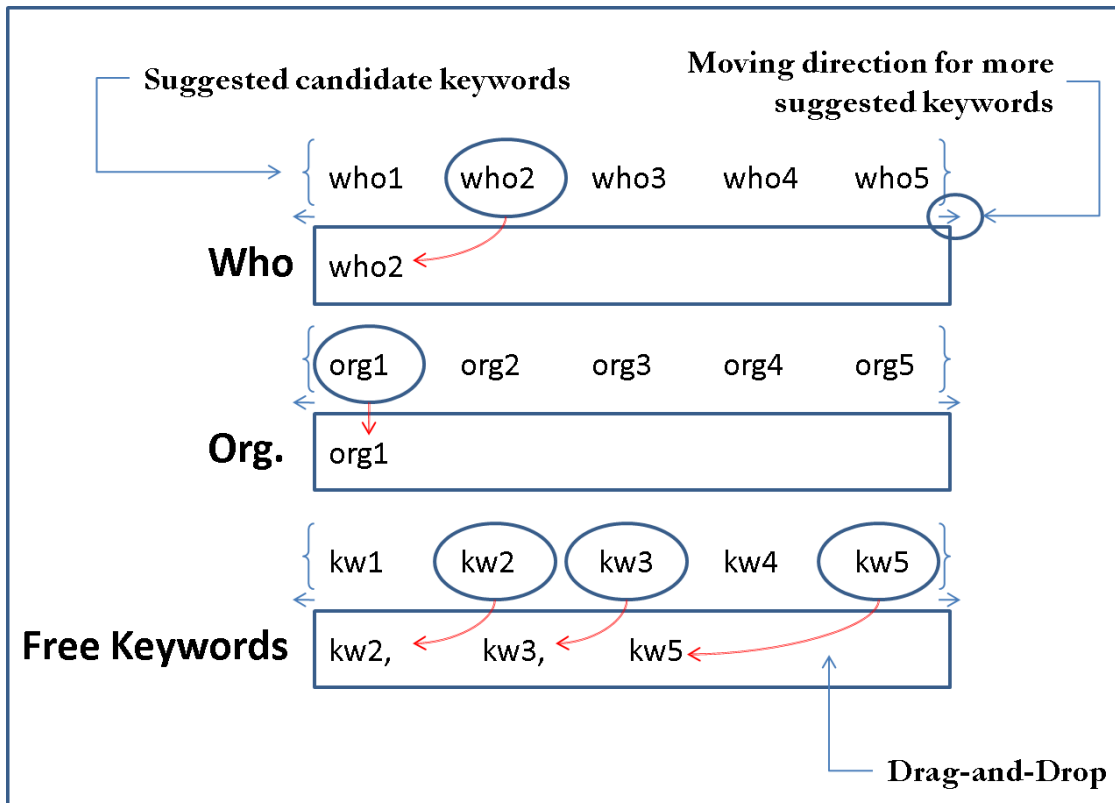 Suggested candidate keywords
Moving direction for more
suggested keywords
who1 who2 who3 who4 who5
Who
who2
org1 org2 org3 org4 org5
Org.
org1
kw1 kw2 kw3 kw4 kw5
Free Keywords
kw2, kw3, kw5
Drag-and-Drop